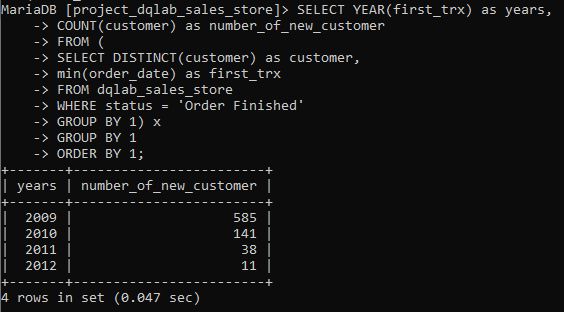 MariaDB [project_dqlab_sales_store]> SELECT YEAR(first_trx) as years,
    -> COUNT(customer) as number_of_new_customer
    -> FROM (
    -> SELECT DISTINCT(customer) as customer,
    -> min(order_date) as first_trx
    -> FROM dqlab_sales_store
    -> WHERE status = 'Order Finished'
    -> GROUP BY 1) x
    -> GROUP BY 1
    -> ORDER BY 1;
+-------+------------------------+
| years | number_of_new_customer |
+-------+------------------------+
|  2009 |                    585 |
|  2010 |                    141 |
|  2011 |                     38 |
|  2012 |                     11 |
+-------+------------------------+
4 rows in set (0.047 sec)